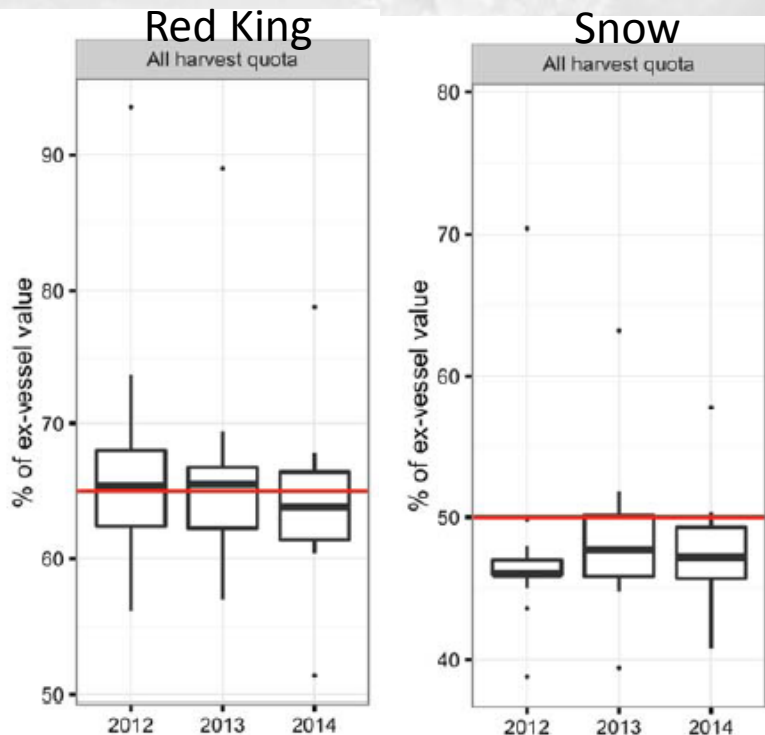 Red King
All harvest quota
% of ex-vessel value
90
80
70
60
50
2012 2013 2014
Snow
All harvest quota
% of ex-vessel value
80
70
60
50
40
2012 2013 2014